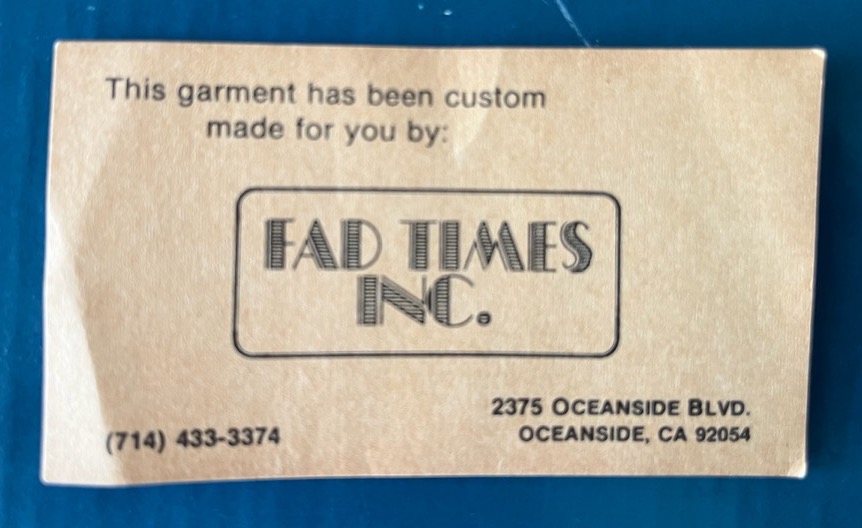 This garment has been custom
made for you by:
FAD TIMES
INC.
(714) 433-3374
2375 OCEANSIDE BLVD.
OCEANSIDE, CA 92054